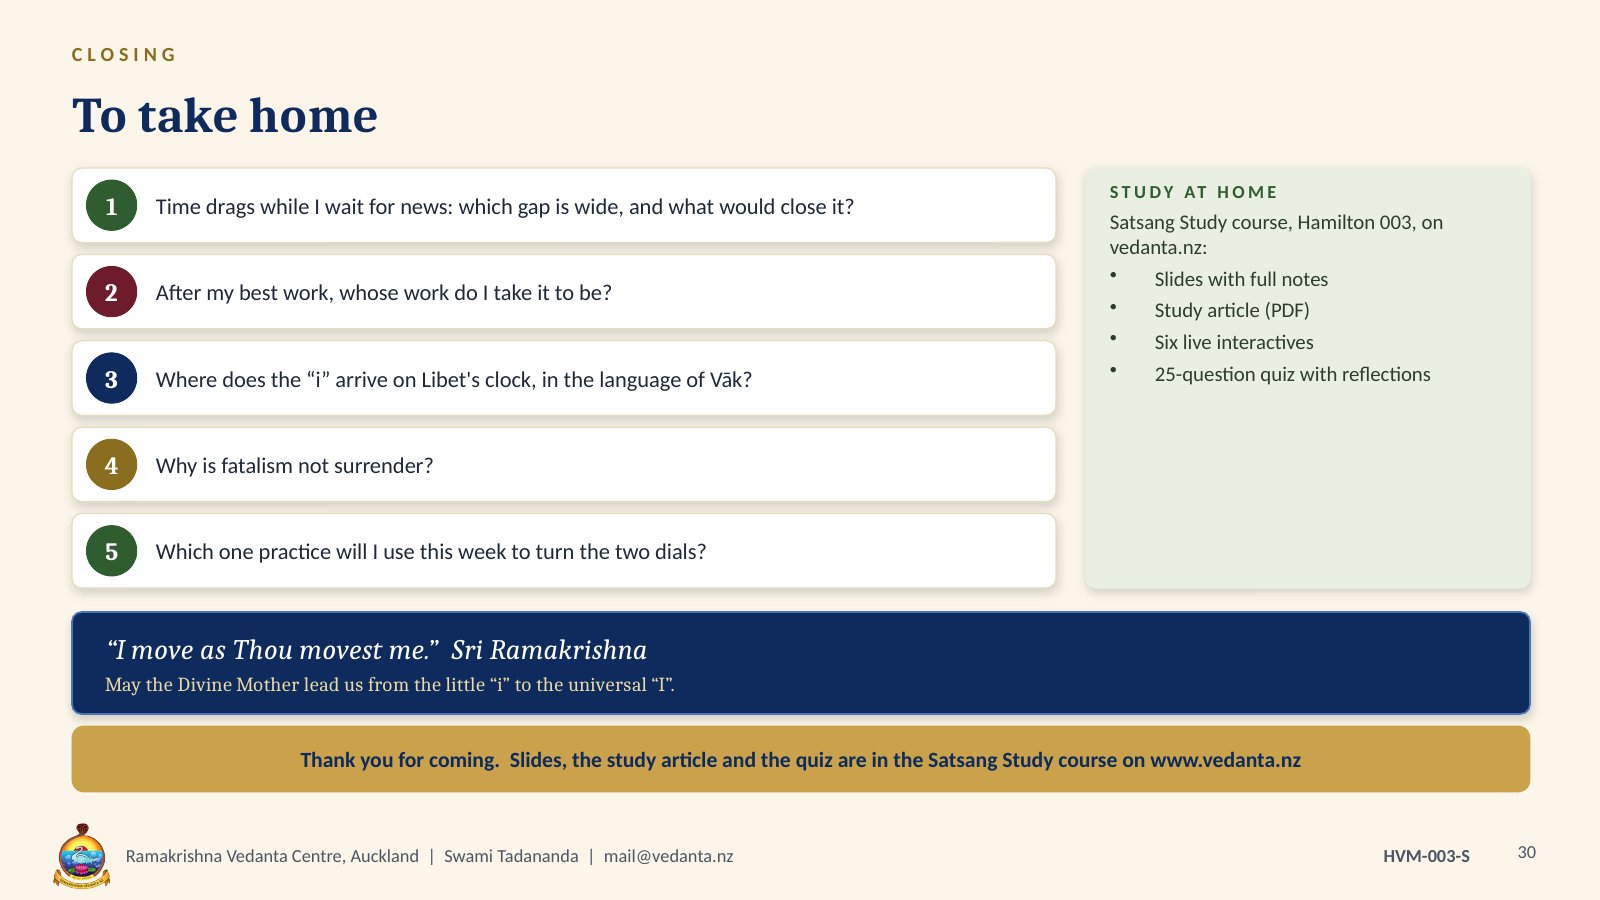 CLOSING
To take home
1
Time drags while I wait for news: which gap is wide, and what would close it?
2
After my best work, whose work do I take it to be?
3
Where does the “i” arrive on Libet's clock, in the language of Vāk?
4
Why is fatalism not surrender?
5
Which one practice will I use this week to turn the two dials?
STUDY AT HOME
Satsang Study course, Hamilton 003, on
vedanta.nz:
• Slides with full notes
• Study article (PDF)
• Six live interactives
• 25-question quiz with reflections
“I move as Thou movest me.” Sri Ramakrishna
May the Divine Mother lead us from the little “i” to the universal “I”.
Thank you for coming. Slides, the study article and the quiz are in the Satsang Study course on www.vedanta.nz
Ramakrishna Vedanta Centre, Auckland | Swami Tadananda | mail@vedanta.nz
HVM-003-S
30